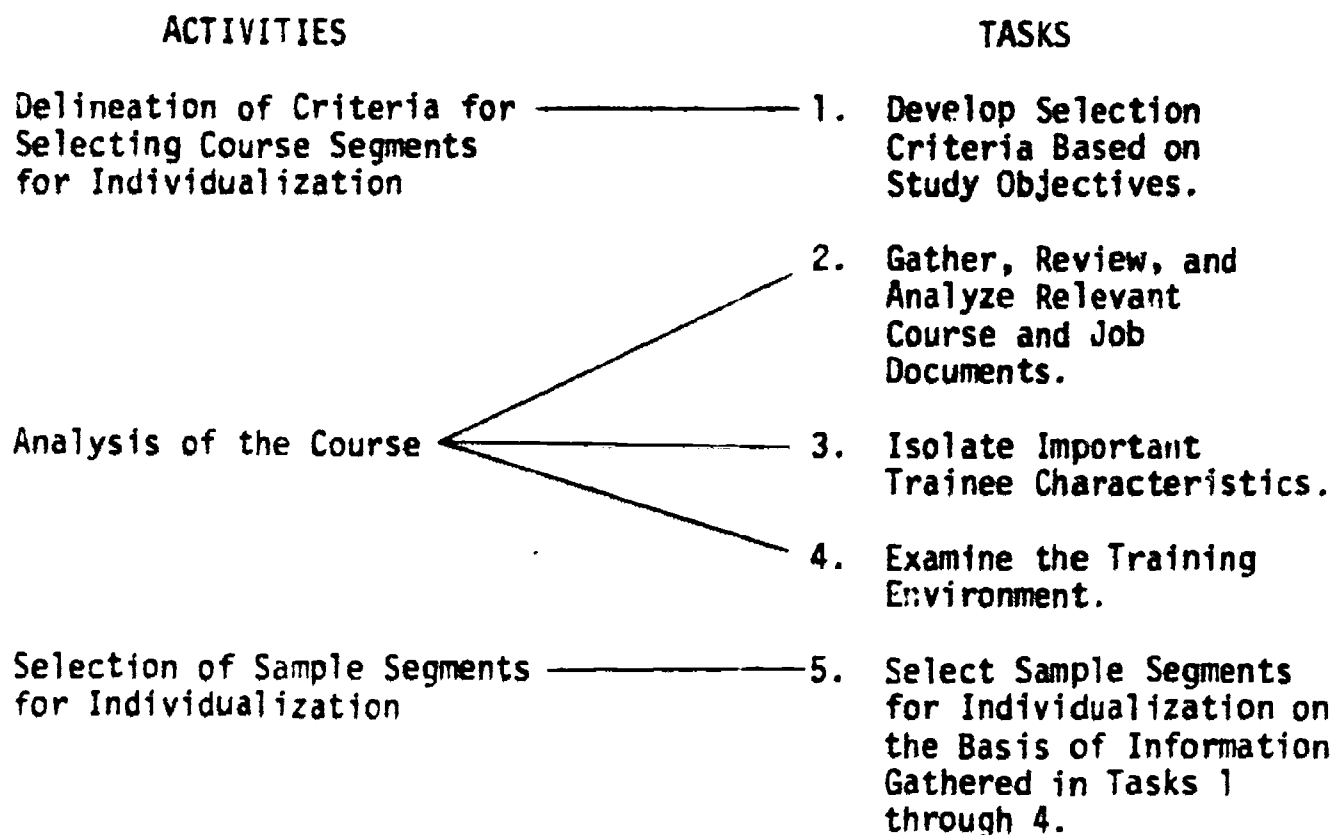 ACTIVITIES TASKS
Delineation of Criteria for
Selecting Course Segments
for Individualization
1. Develop Selection
Criteria Based on
Study Objectives.
2. Gather, Review, and
Analyze Relevant
Course and Job
Documents.
Analysis of the Course
3. Isolate Important
Trainee Characteristics.
4. Examine the Training
Environment.
Selection of Sample Segments
for Individualization
5. Select Sample Segments
for Individualization on
the Basis of Information
Gathered in Tasks 1
through 4.